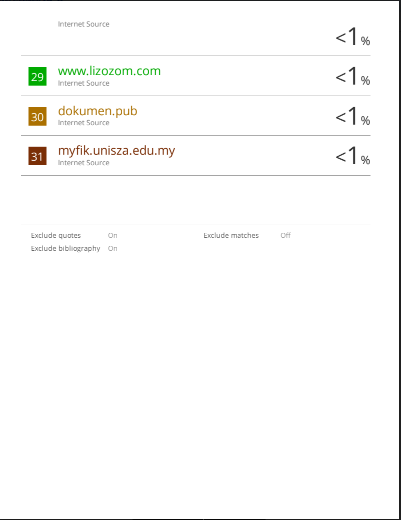 Internet Source
<1%
29 www.lizozom.com
Internet Source
<1%
30 dokumen.pub
Internet Source
<1%
31 myfik.unisza.edu.my
Internet Source
<1%
Exclude quotes On Exclude matches Off
Exclude bibliography On